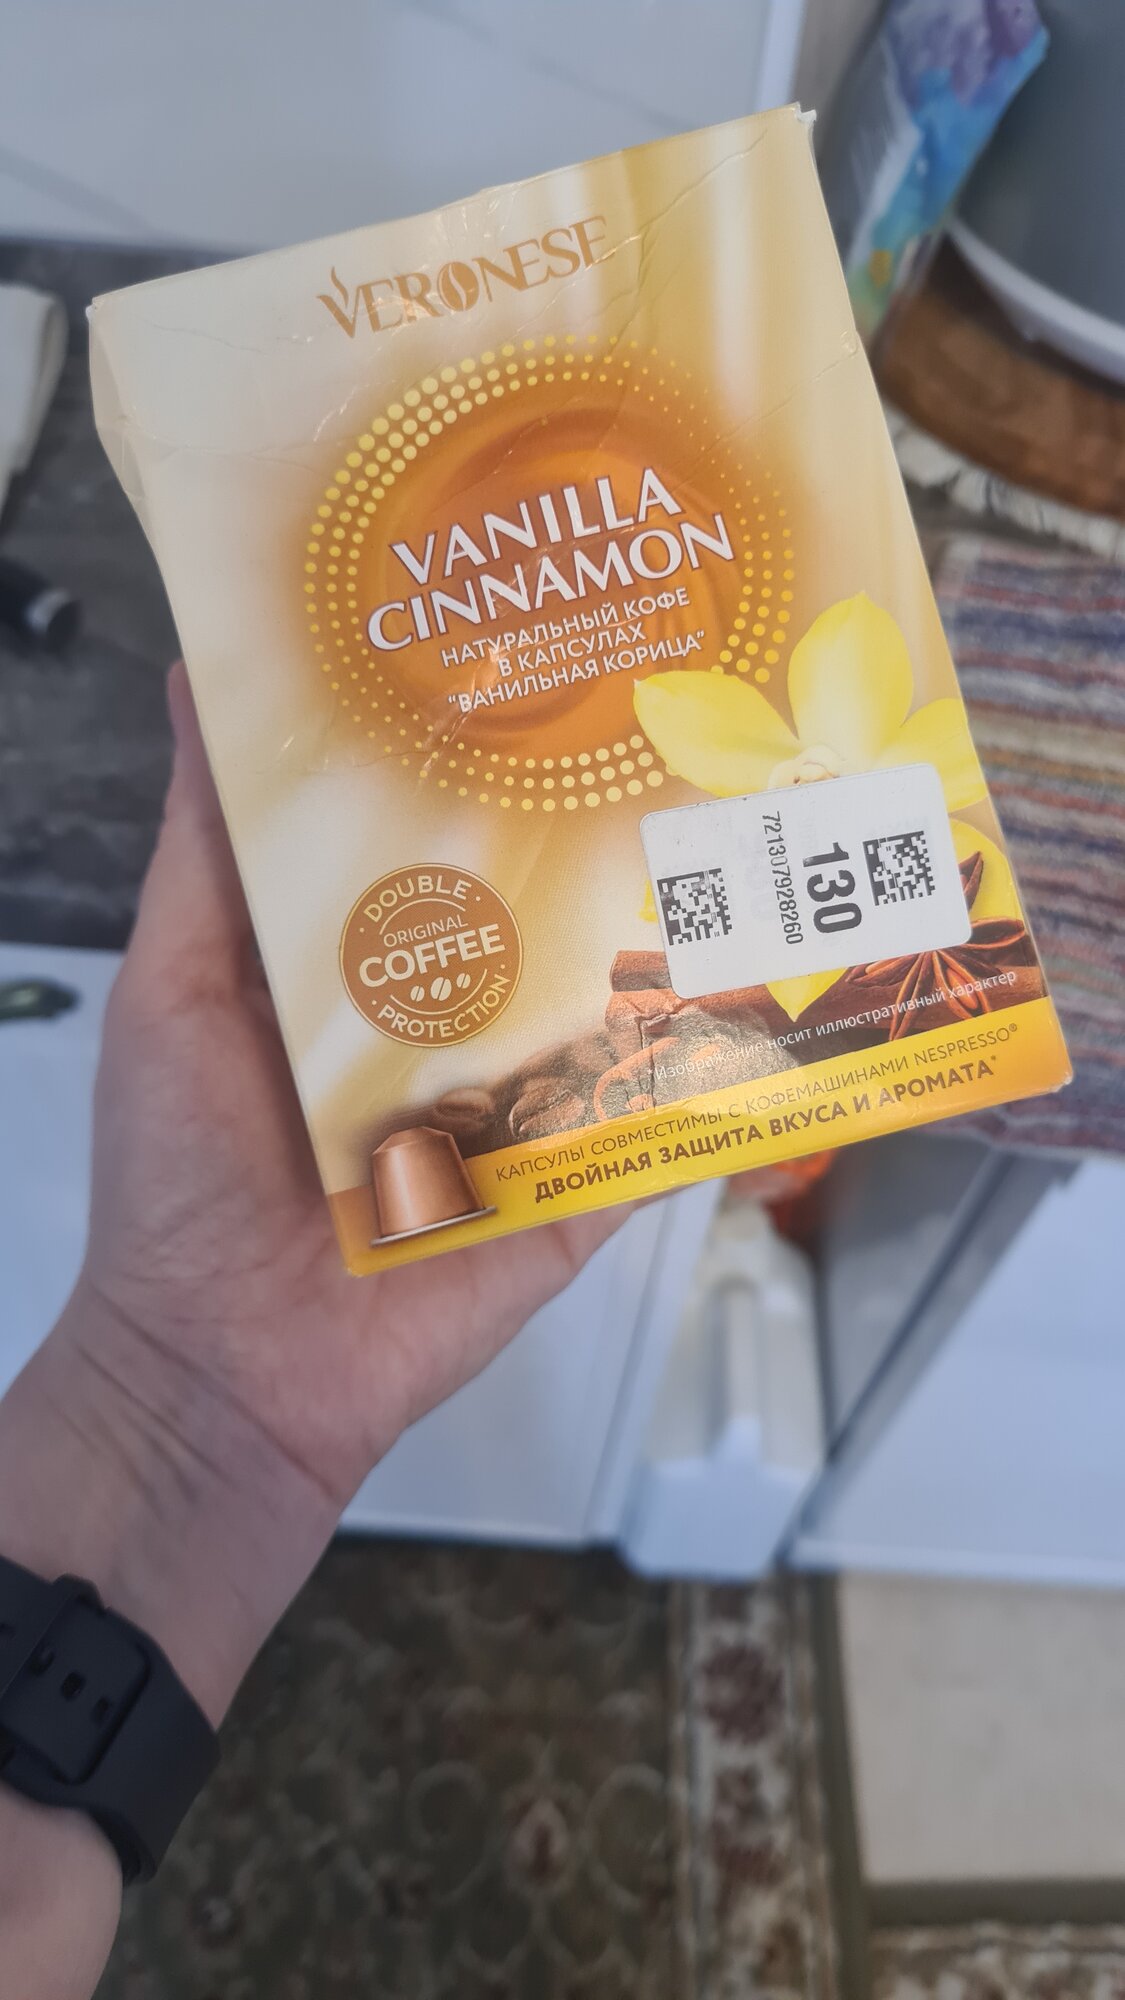 VERONESE
VANILLA
CINNAMON
НАТУРАЛЬНЫЙ КОФЕ
В КАПСУЛАХ
"ВАНИЛЬНАЯ КОРИЦА"
130
721307928260
DOUBLE
ORIGINAL
COFFEE
PROTECTION
*Изображение носит иллюстративный характер
КАПСУЛЫ СОВМЕСТИМЫ С КОФЕМАШИНАМИ NESPRESSO®
ДВОЙНАЯ ЗАЩИТА ВКУСА И АРОМАТА*